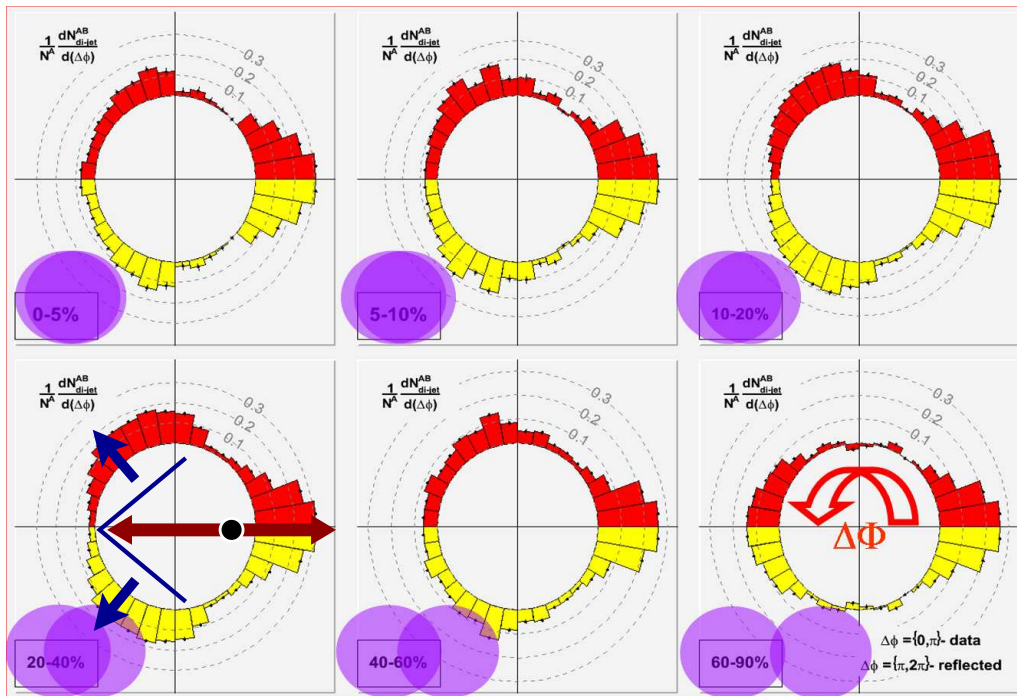 1/N^A dN^AB_di-jet/d(Δϕ)
0.3
0.2
0.1
0-5%
1/N^A dN^AB_di-jet/d(Δϕ)
0.3
0.2
0.1
5-10%
1/N^A dN^AB_di-jet/d(Δϕ)
0.3
0.2
0.1
10-20%
1/N^A dN^AB_di-jet/d(Δϕ)
0.3
0.2
0.1
20-40%
1/N^A dN^AB_di-jet/d(Δϕ)
0.3
0.2
0.1
40-60%
1/N^A dN^AB_di-jet/d(Δϕ)
0.3
0.2
0.1
ΔΦ
60-90%
Δϕ ={0,π}- data
Δϕ ={π,2π}- reflected